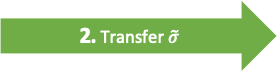 2. Transfer σ̃